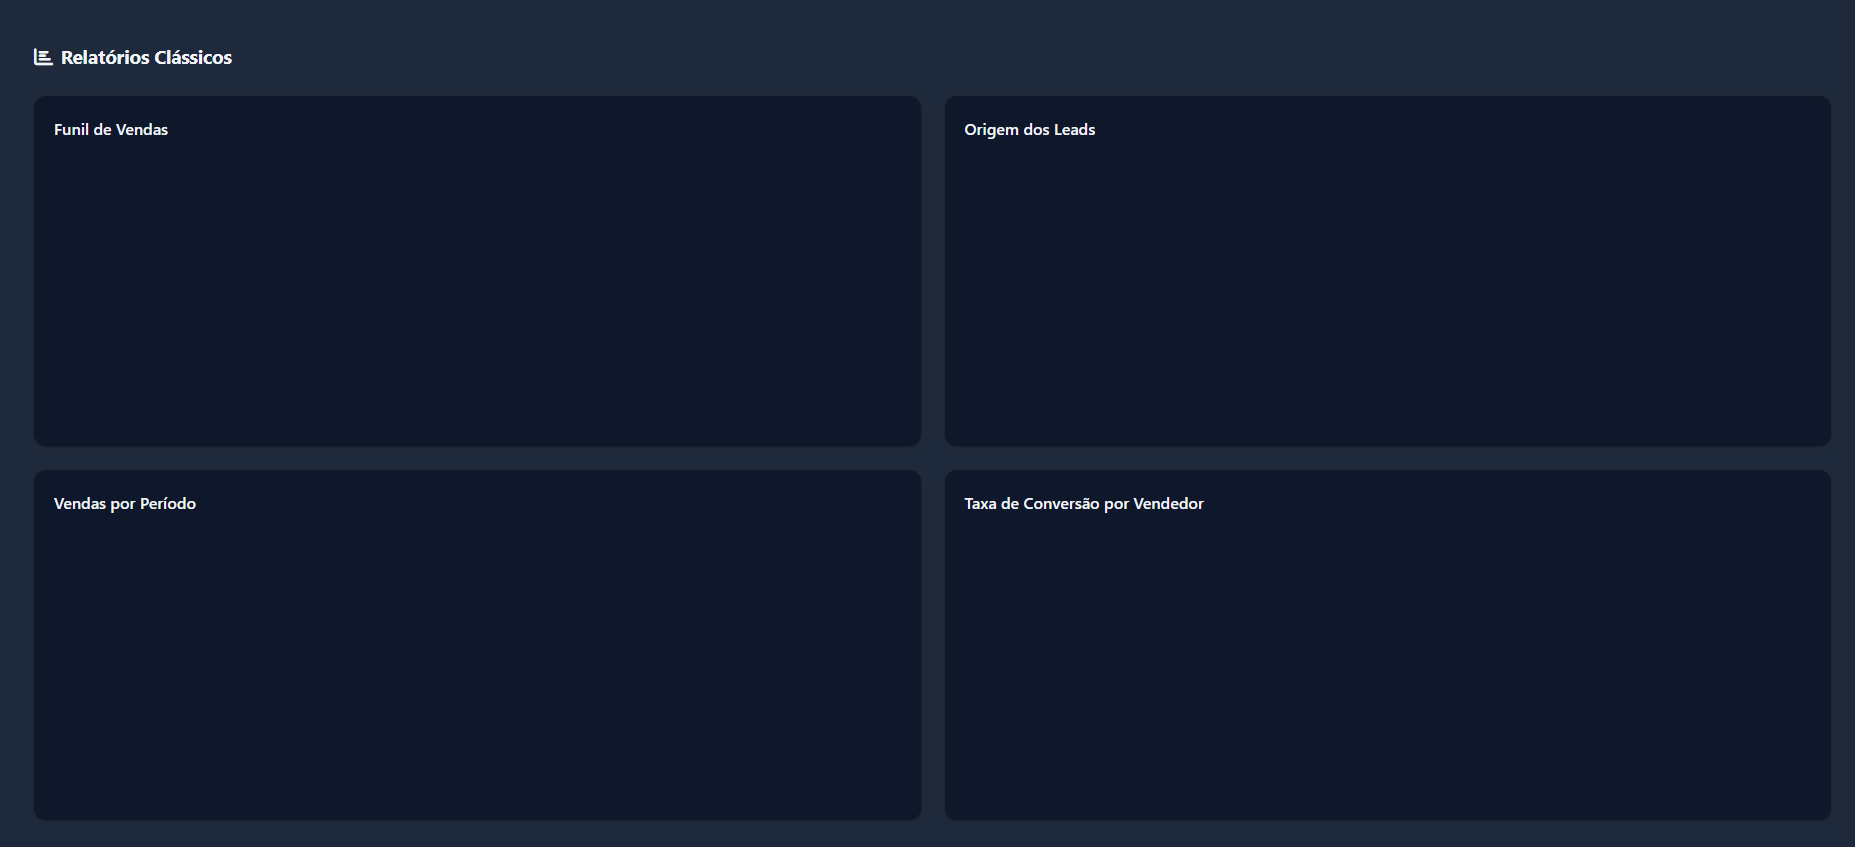 Relatórios Clássicos
Funil de Vendas
Origem dos Leads
Vendas por Período
Taxa de Conversão por Vendedor